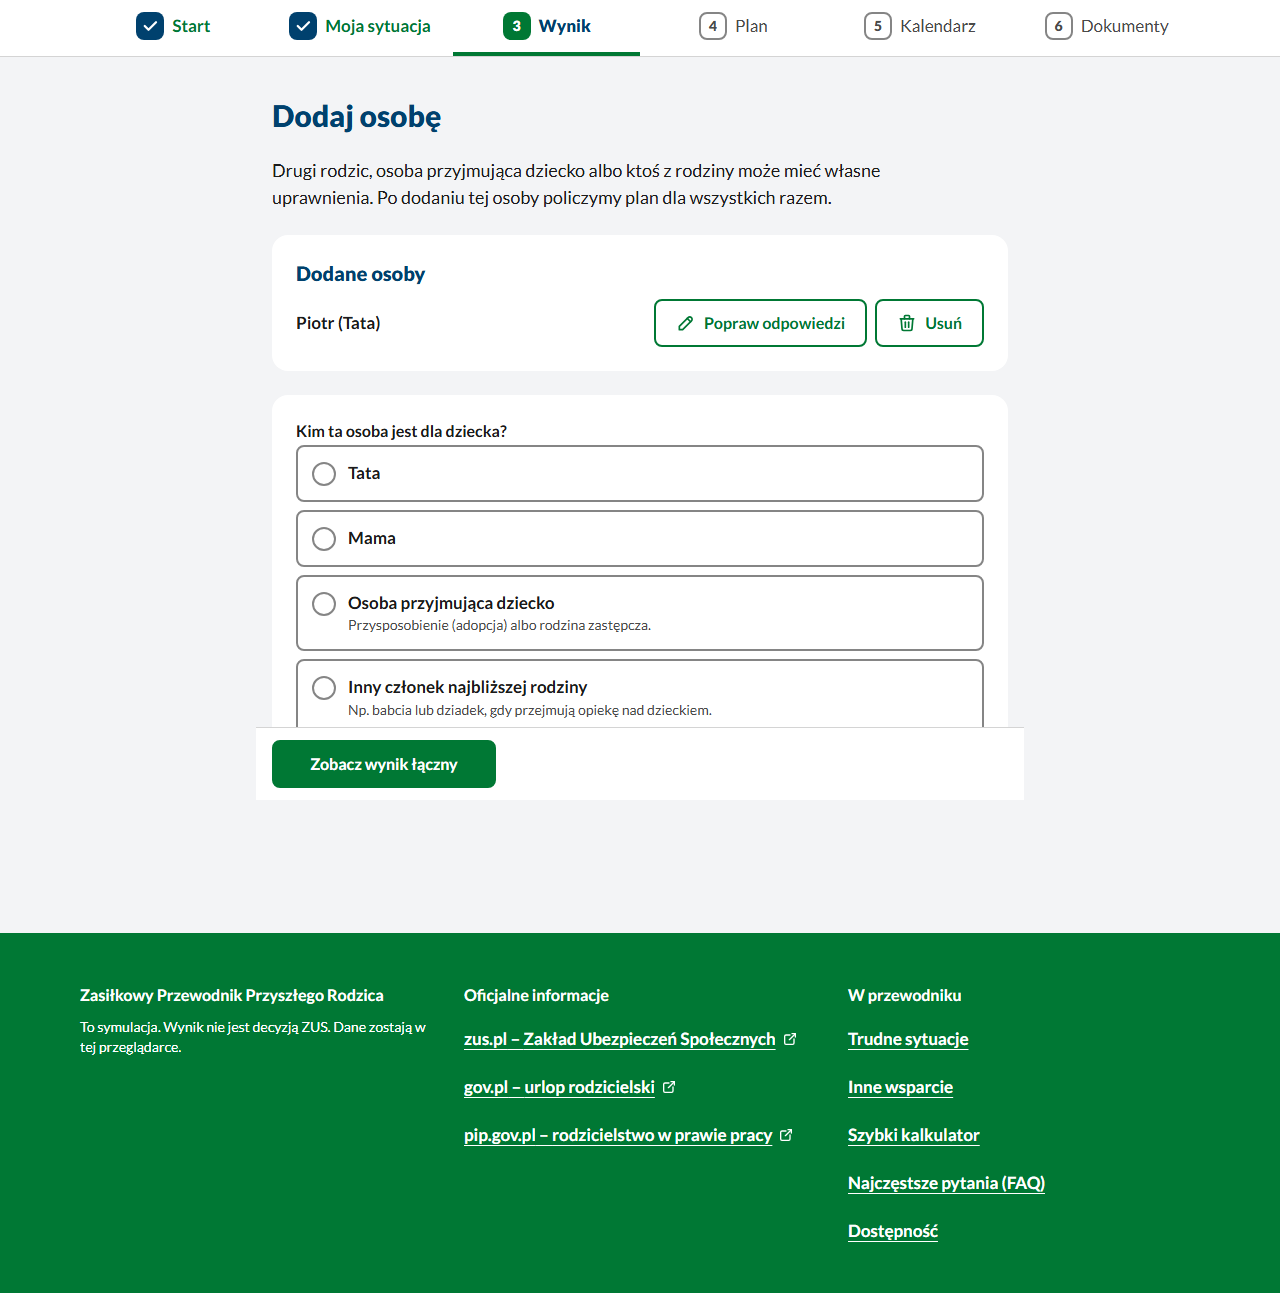 Start
Moja sytuacja
3 Wynik
4 Plan
5 Kalendarz
6 Dokumenty
Dodaj osobę
Drugi rodzic, osoba przyjmująca dziecko albo ktoś z rodziny może mieć własne
uprawnienia. Po dodaniu tej osoby policzymy plan dla wszystkich razem.
Dodane osoby
Piotr (Tata)
Popraw odpowiedzi
Usuń
Kim ta osoba jest dla dziecka?
Tata
Mama
Osoba przyjmująca dziecko
Przysposobienie (adopcja) albo rodzina zastępcza.
Inny członek najbliższej rodziny
Np. babcia lub dziadek, gdy przejmują opiekę nad dzieckiem.
Zobacz wynik łączny
Zasiłkowy Przewodnik Przyszłego Rodzica
To symulacja. Wynik nie jest decyzją ZUS. Dane zostają w
tej przeglądarce.
Oficjalne informacje
zus.pl – Zakład Ubezpieczeń Społecznych
gov.pl – urlop rodzicielski
pip.gov.pl – rodzicielstwo w prawie pracy
W przewodniku
Trudne sytuacje
Inne wsparcie
Szybki kalkulator
Najczęstsze pytania (FAQ)
Dostępność